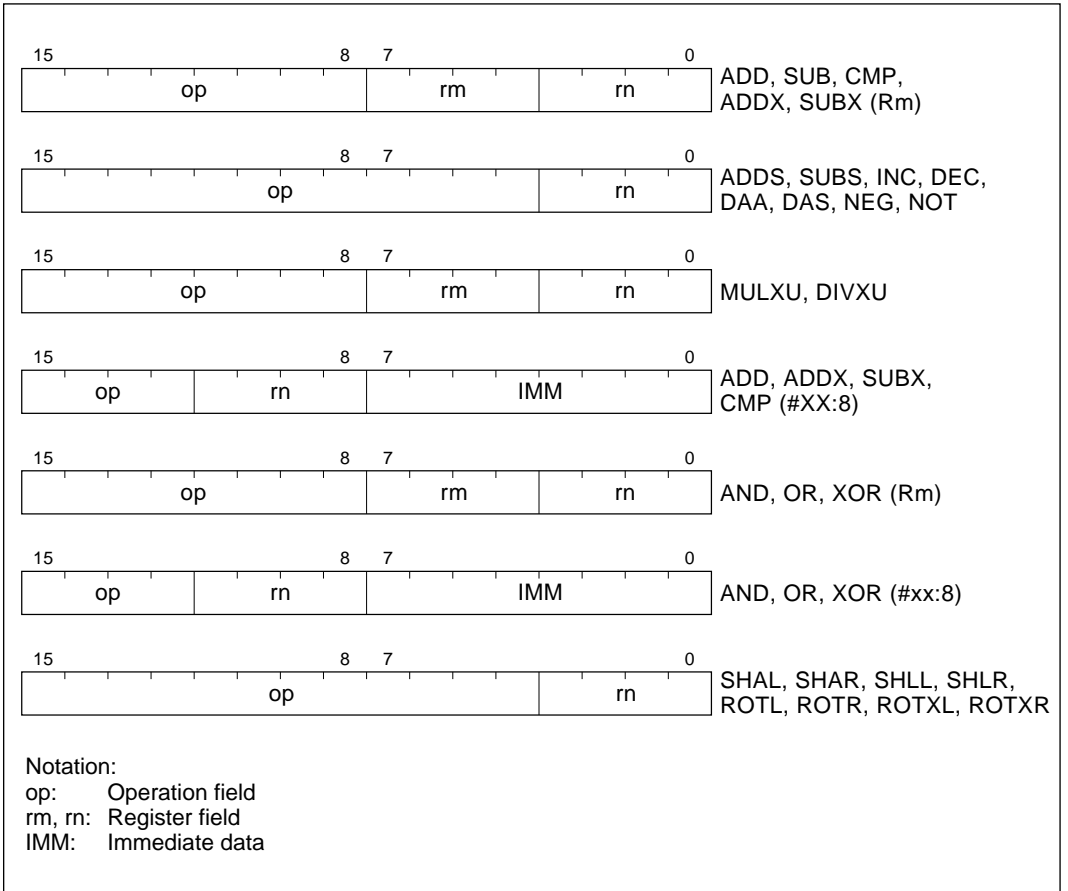 15 8 7 0
op rm rn ADD, SUB, CMP,
ADDX, SUBX (Rm)
15 8 7 0
op rn ADDS, SUBS, INC, DEC,
DAA, DAS, NEG, NOT
15 8 7 0
op rm rn MULXU, DIVXU
15 8 7 0
op rn IMM ADD, ADDX, SUBX,
CMP (#XX:8)
15 8 7 0
op rm rn AND, OR, XOR (Rm)
15 8 7 0
op rn IMM AND, OR, XOR (#xx:8)
15 8 7 0
op rn SHAL, SHAR, SHLL, SHLR,
ROTL, ROTR, ROTXL, ROTXR
Notation:
op: Operation field
rm, rn: Register field
IMM: Immediate data